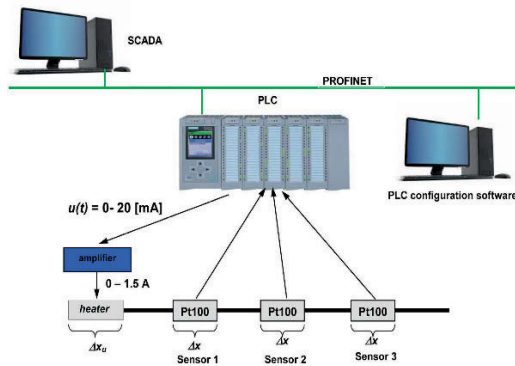 SCADA
PROFINET
PLC
PLC configuration software
u(t) = 0- 20 [mA]
amplifier
0 – 1.5 A
heater
Pt100
Pt100
Pt100
Δxᵤ
Δx
Δx
Δx
Sensor 1
Sensor 2
Sensor 3